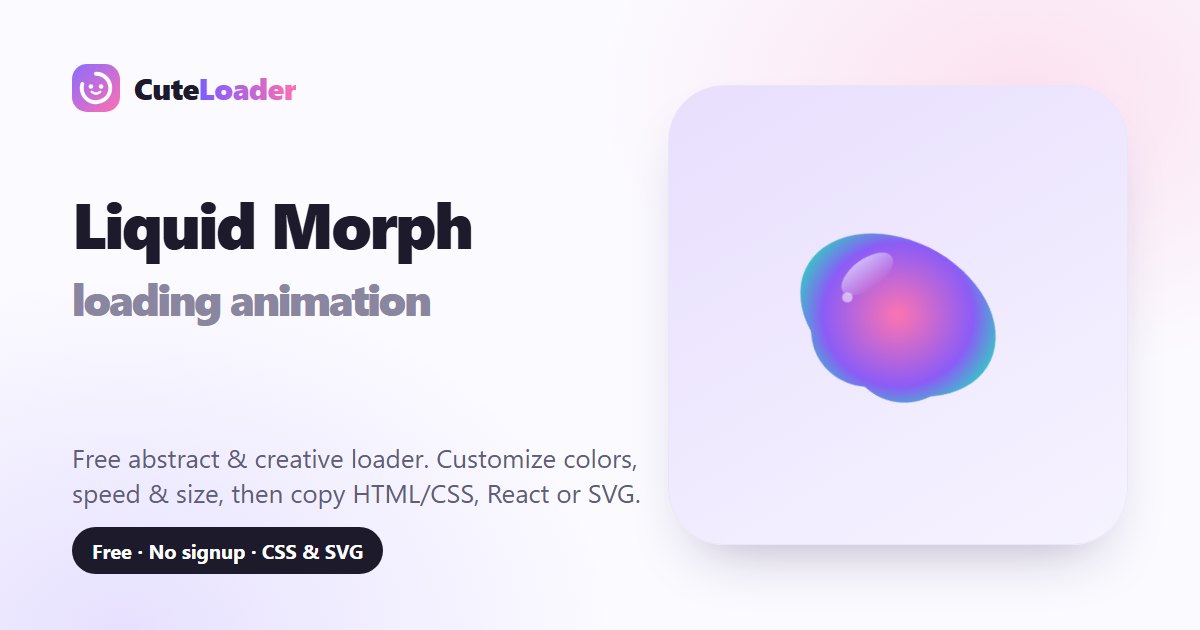 CuteLoader
Liquid Morph
loading animation
Free abstract & creative loader. Customize colors,
speed & size, then copy HTML/CSS, React or SVG.
Free · No signup · CSS & SVG